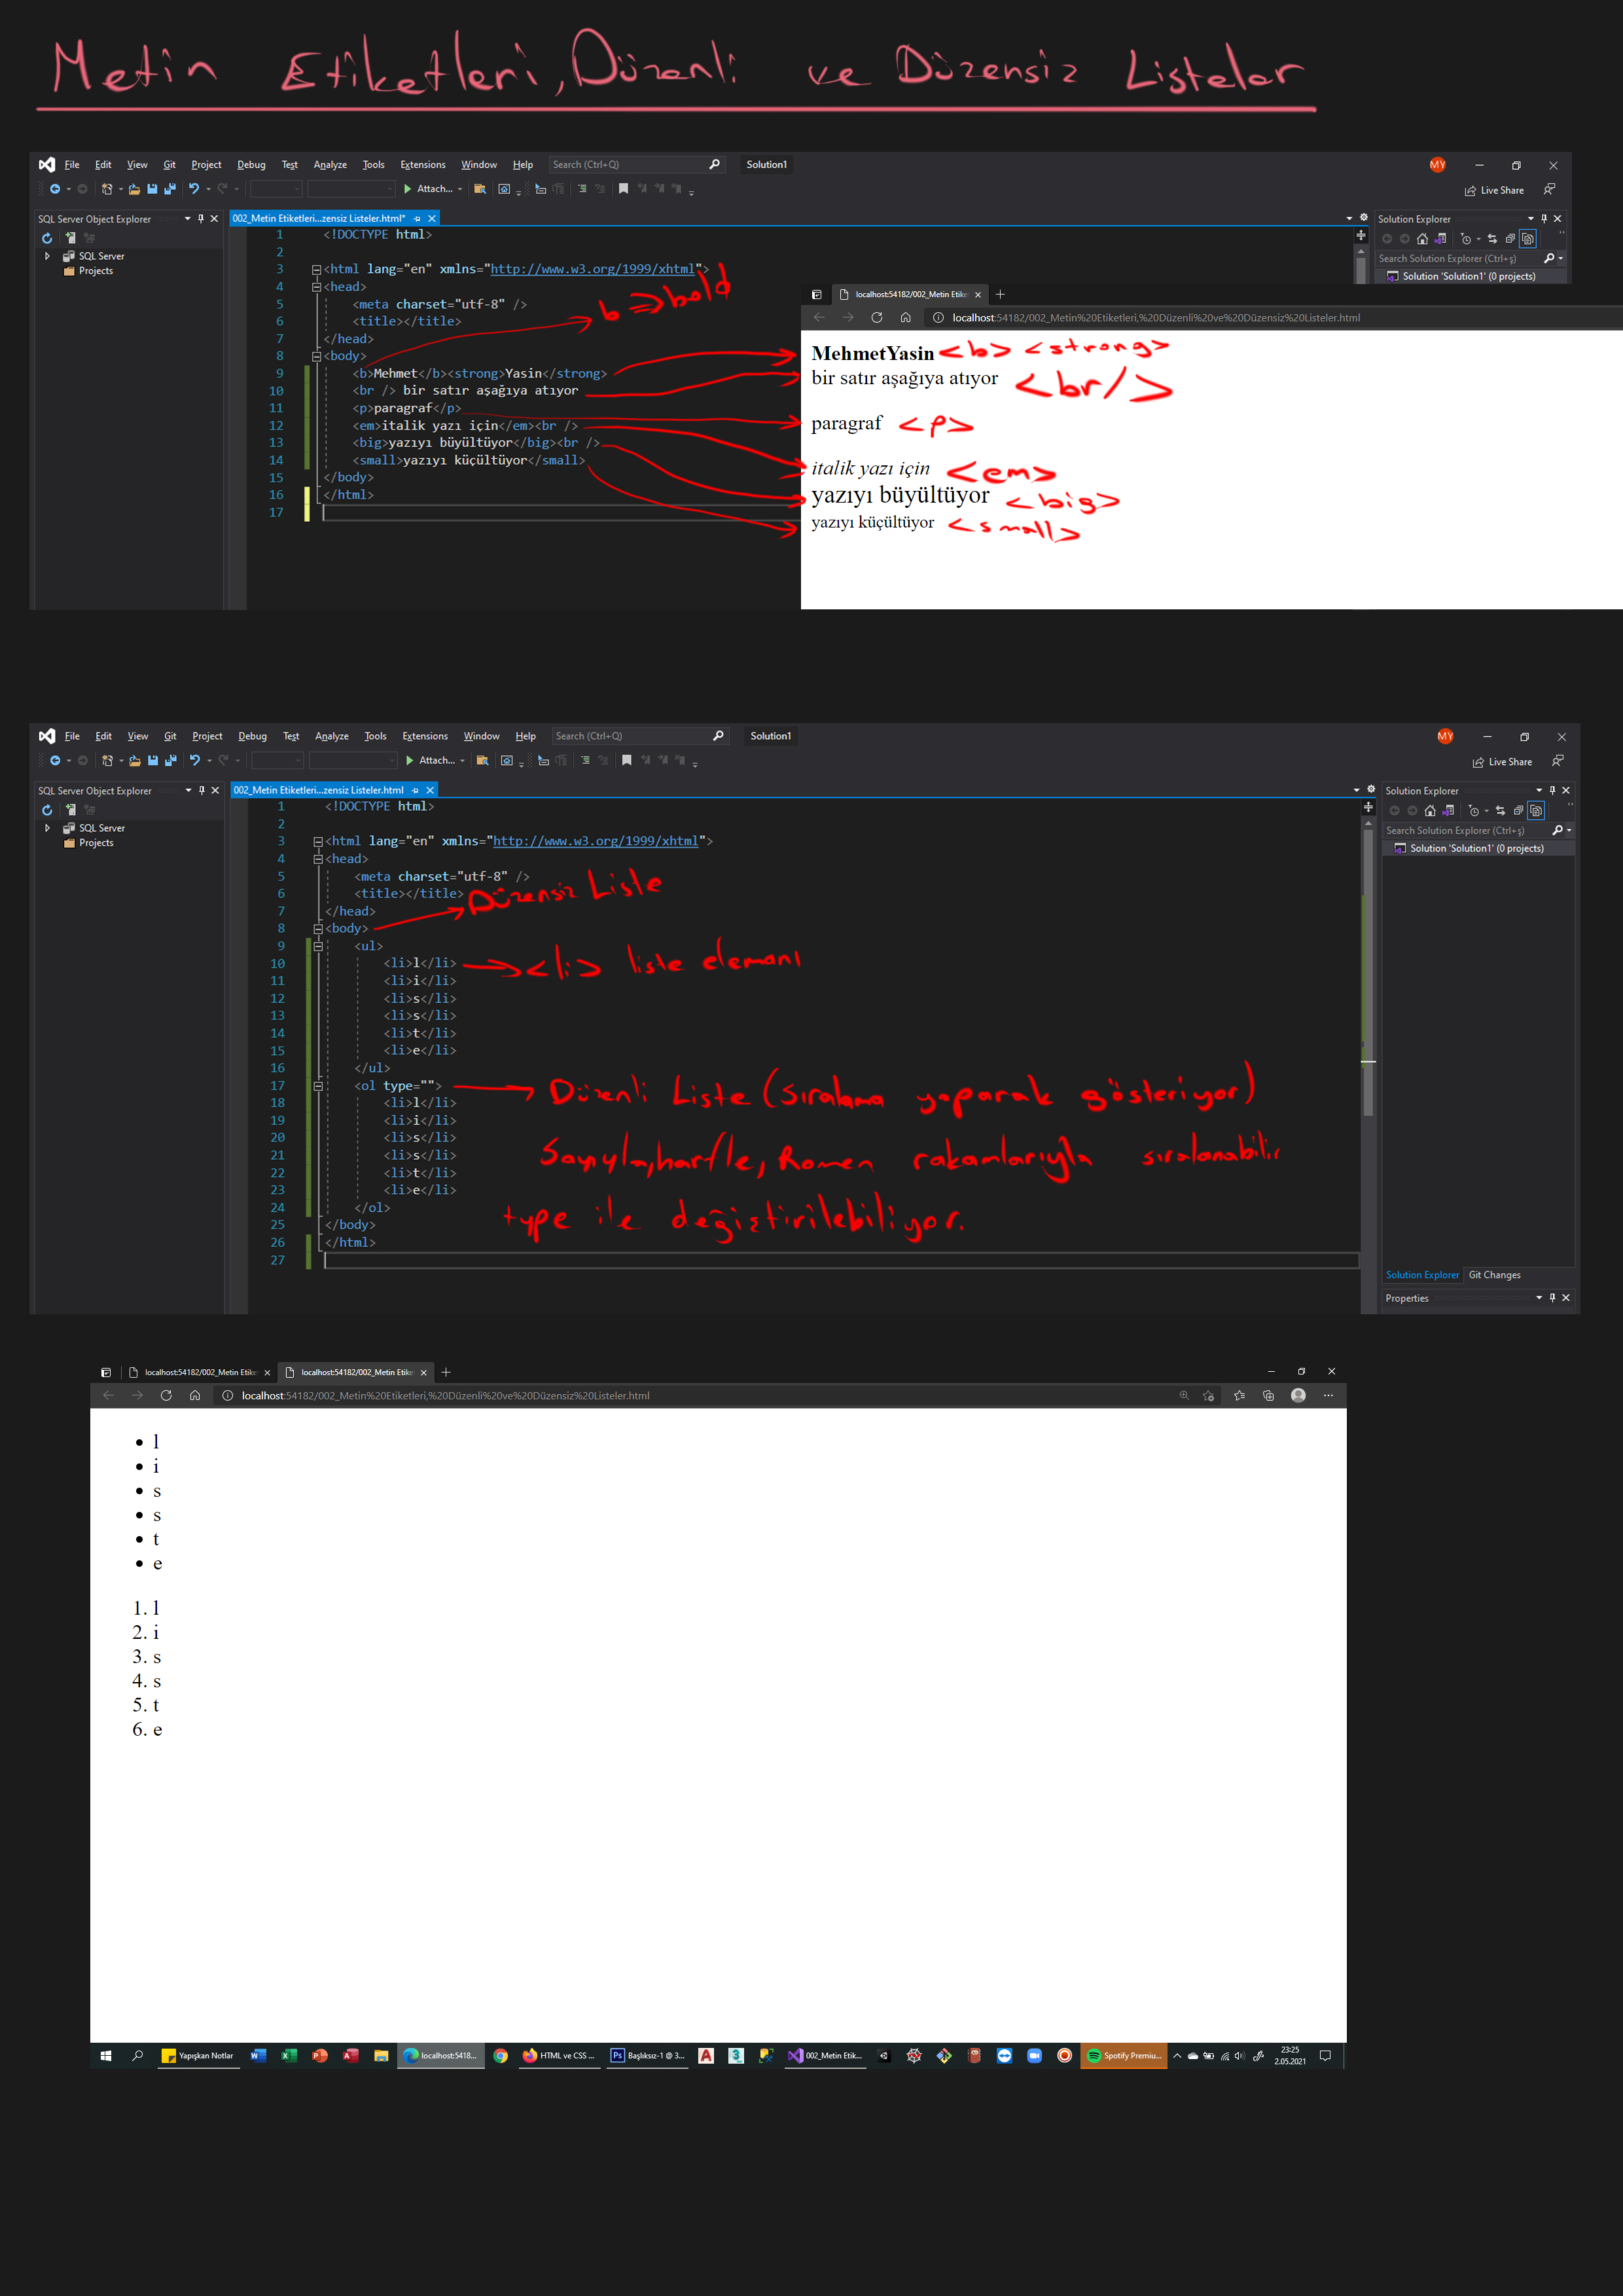 Metin Etiketleri, Düzenli ve Düzensiz Listeler
File Edit View Git Project Debug Test Analyze Tools Extensions Window Help Search (Ctrl+Q) Solution1 MY
Attach... Live Share
SQL Server Object Explorer
SQL Server
Projects
002_Metin Etiketleri...zensiz Listeler.html*
Solution Explorer
Search Solution Explorer (Ctrl+ş)
Solution 'Solution1' (0 projects)
1 <!DOCTYPE html>
2
3 <html lang="en" xmlns="http://www.w3.org/1999/xhtml">
4 <head>
5 <meta charset="utf-8" />
6 <title></title>
7 </head>
8 <body>
9 <b>Mehmet</b><strong>Yasin</strong>
10 <br /> bir satır aşağıya atıyor
11 <p>paragraf</p>
12 <em>italik yazı için</em><br />
13 <big>yazıyı büyültüyor</big><br />
14 <small>yazıyı küçültüyor</small>
15 </body>
16 </html>
17
b => bold
localhost:54182/002_Metin Etike
localhost:54182/002_Metin%20Etiketleri,%20Düzenli%20ve%20Düzensiz%20Listeler.html
MehmetYasin <b> <strong>
bir satır aşağıya atıyor <br/>
paragraf <p>
italik yazı için <em>
yazıyı büyültüyor <big>
yazıyı küçültüyor <small>
File Edit View Git Project Debug Test Analyze Tools Extensions Window Help Search (Ctrl+Q) Solution1 MY
Attach... Live Share
SQL Server Object Explorer
SQL Server
Projects
002_Metin Etiketleri...zensiz Listeler.html
Solution Explorer
Search Solution Explorer (Ctrl+ş)
Solution 'Solution1' (0 projects)
1 <!DOCTYPE html>
2
3 <html lang="en" xmlns="http://www.w3.org/1999/xhtml">
4 <head>
5 <meta charset="utf-8" />
6 <title></title>
7 </head>
8 <body>
Düzensiz Liste
9 <ul>
10 <li>l</li> <li> liste elemanı
11 <li>i</li>
12 <li>s</li>
13 <li>s</li>
14 <li>t</li>
15 <li>e</li>
16 </ul>
17 <ol type=""> Düzenli Liste (sıralama yaparak gösteriyor)
18 <li>l</li>
19 <li>i</li>
20 <li>s</li>
21 <li>s</li>
22 <li>t</li>
23 <li>e</li>
24 </ol>
25 </body>
26 </html>
27
Sayıyla, harfle, Romen rakamlarıyla sıralanabilir
type ile değiştirilebiliyor.
Solution Explorer Git Changes
Properties
localhost:54182/002_Metin Etike localhost:54182/002_Metin Etike
localhost:54182/002_Metin%20Etiketleri,%20Düzenli%20ve%20Düzensiz%20Listeler.html
• l
• i
• s
• s
• t
• e
1. l
2. i
3. s
4. s
5. t
6. e
Yapışkan Notlar localhost:5418... HTML ve CSS ... Başlıksız-1 @ 3... 002_Metin Etik... Spotify Premiu... 23:25
2.05.2021